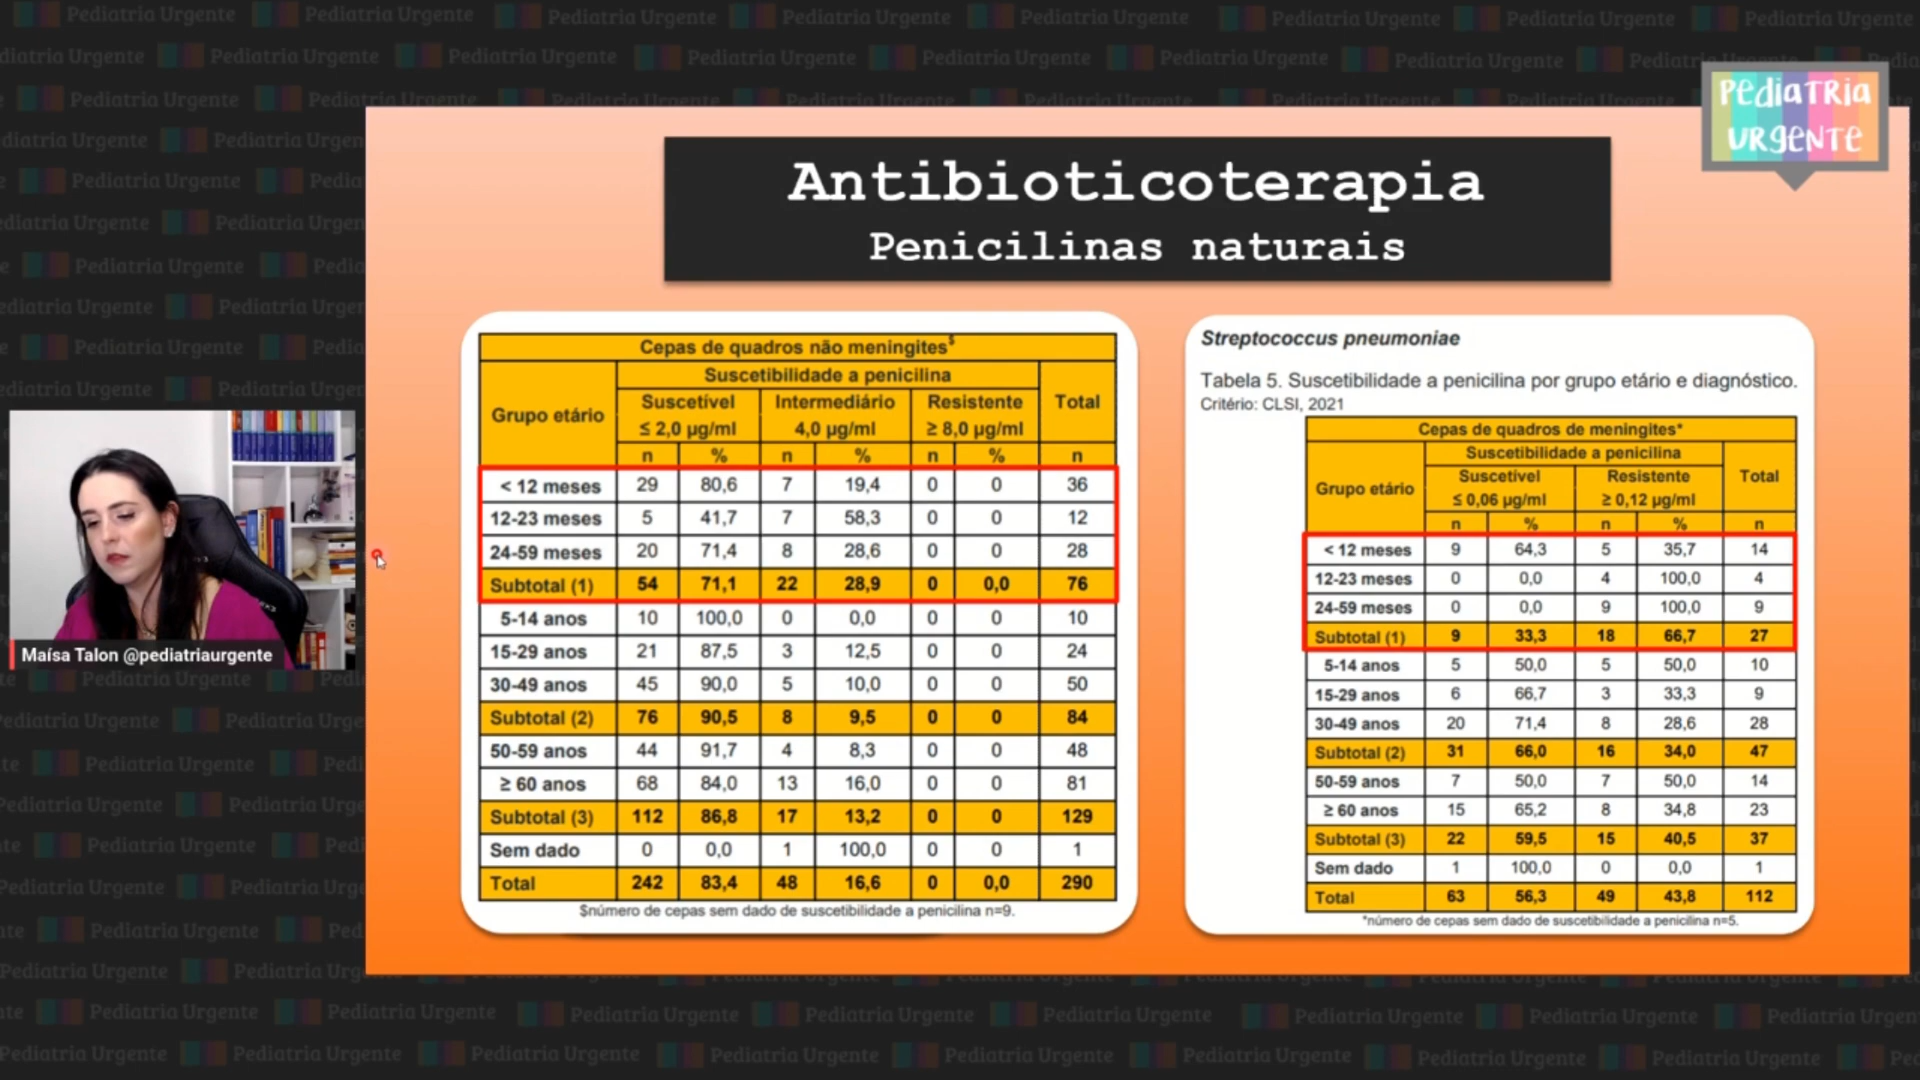 PEDIATRIA
URGENTE
Antibioticoterapia
Penicilinas naturais
Cepas de quadros não meningites$
Grupo etário Suscetibilidade a penicilina Total
Suscetível Intermediário Resistente
≤ 2,0 µg/ml 4,0 µg/ml ≥ 8,0 µg/ml
n % n % n % n
< 12 meses 29 80,6 7 19,4 0 0 36
12-23 meses 5 41,7 7 58,3 0 0 12
24-59 meses 20 71,4 8 28,6 0 0 28
Subtotal (1) 54 71,1 22 28,9 0 0,0 76
5-14 anos 10 100,0 0 0,0 0 0 10
15-29 anos 21 87,5 3 12,5 0 0 24
30-49 anos 45 90,0 5 10,0 0 0 50
Subtotal (2) 76 90,5 8 9,5 0 0 84
50-59 anos 44 91,7 4 8,3 0 0 48
≥ 60 anos 68 84,0 13 16,0 0 0 81
Subtotal (3) 112 86,8 17 13,2 0 0 129
Sem dado 0 0,0 1 100,0 0 0 1
Total 242 83,4 48 16,6 0 0,0 290
$número de cepas sem dado de suscetibilidade a penicilina n=9.
Streptococcus pneumoniae
Tabela 5. Suscetibilidade a penicilina por grupo etário e diagnóstico.
Critério: CLSI, 2021
Cepas de quadros de meningites*
Grupo etário Suscetibilidade a penicilina Total
Suscetível Resistente
≤ 0,06 µg/ml ≥ 0,12 µg/ml
n % n % n
< 12 meses 9 64,3 5 35,7 14
12-23 meses 0 0,0 4 100,0 4
24-59 meses 0 0,0 9 100,0 9
Subtotal (1) 9 33,3 18 66,7 27
5-14 anos 5 50,0 5 50,0 10
15-29 anos 6 66,7 3 33,3 9
30-49 anos 20 71,4 8 28,6 28
Subtotal (2) 31 66,0 16 34,0 47
50-59 anos 7 50,0 7 50,0 14
≥ 60 anos 15 65,2 8 34,8 23
Subtotal (3) 22 59,5 15 40,5 37
Sem dado 1 100,0 0 0,0 1
Total 63 56,3 49 43,8 112
*número de cepas sem dado de suscetibilidade a penicilina n=5.
Maísa Talon @pediatriaurgente